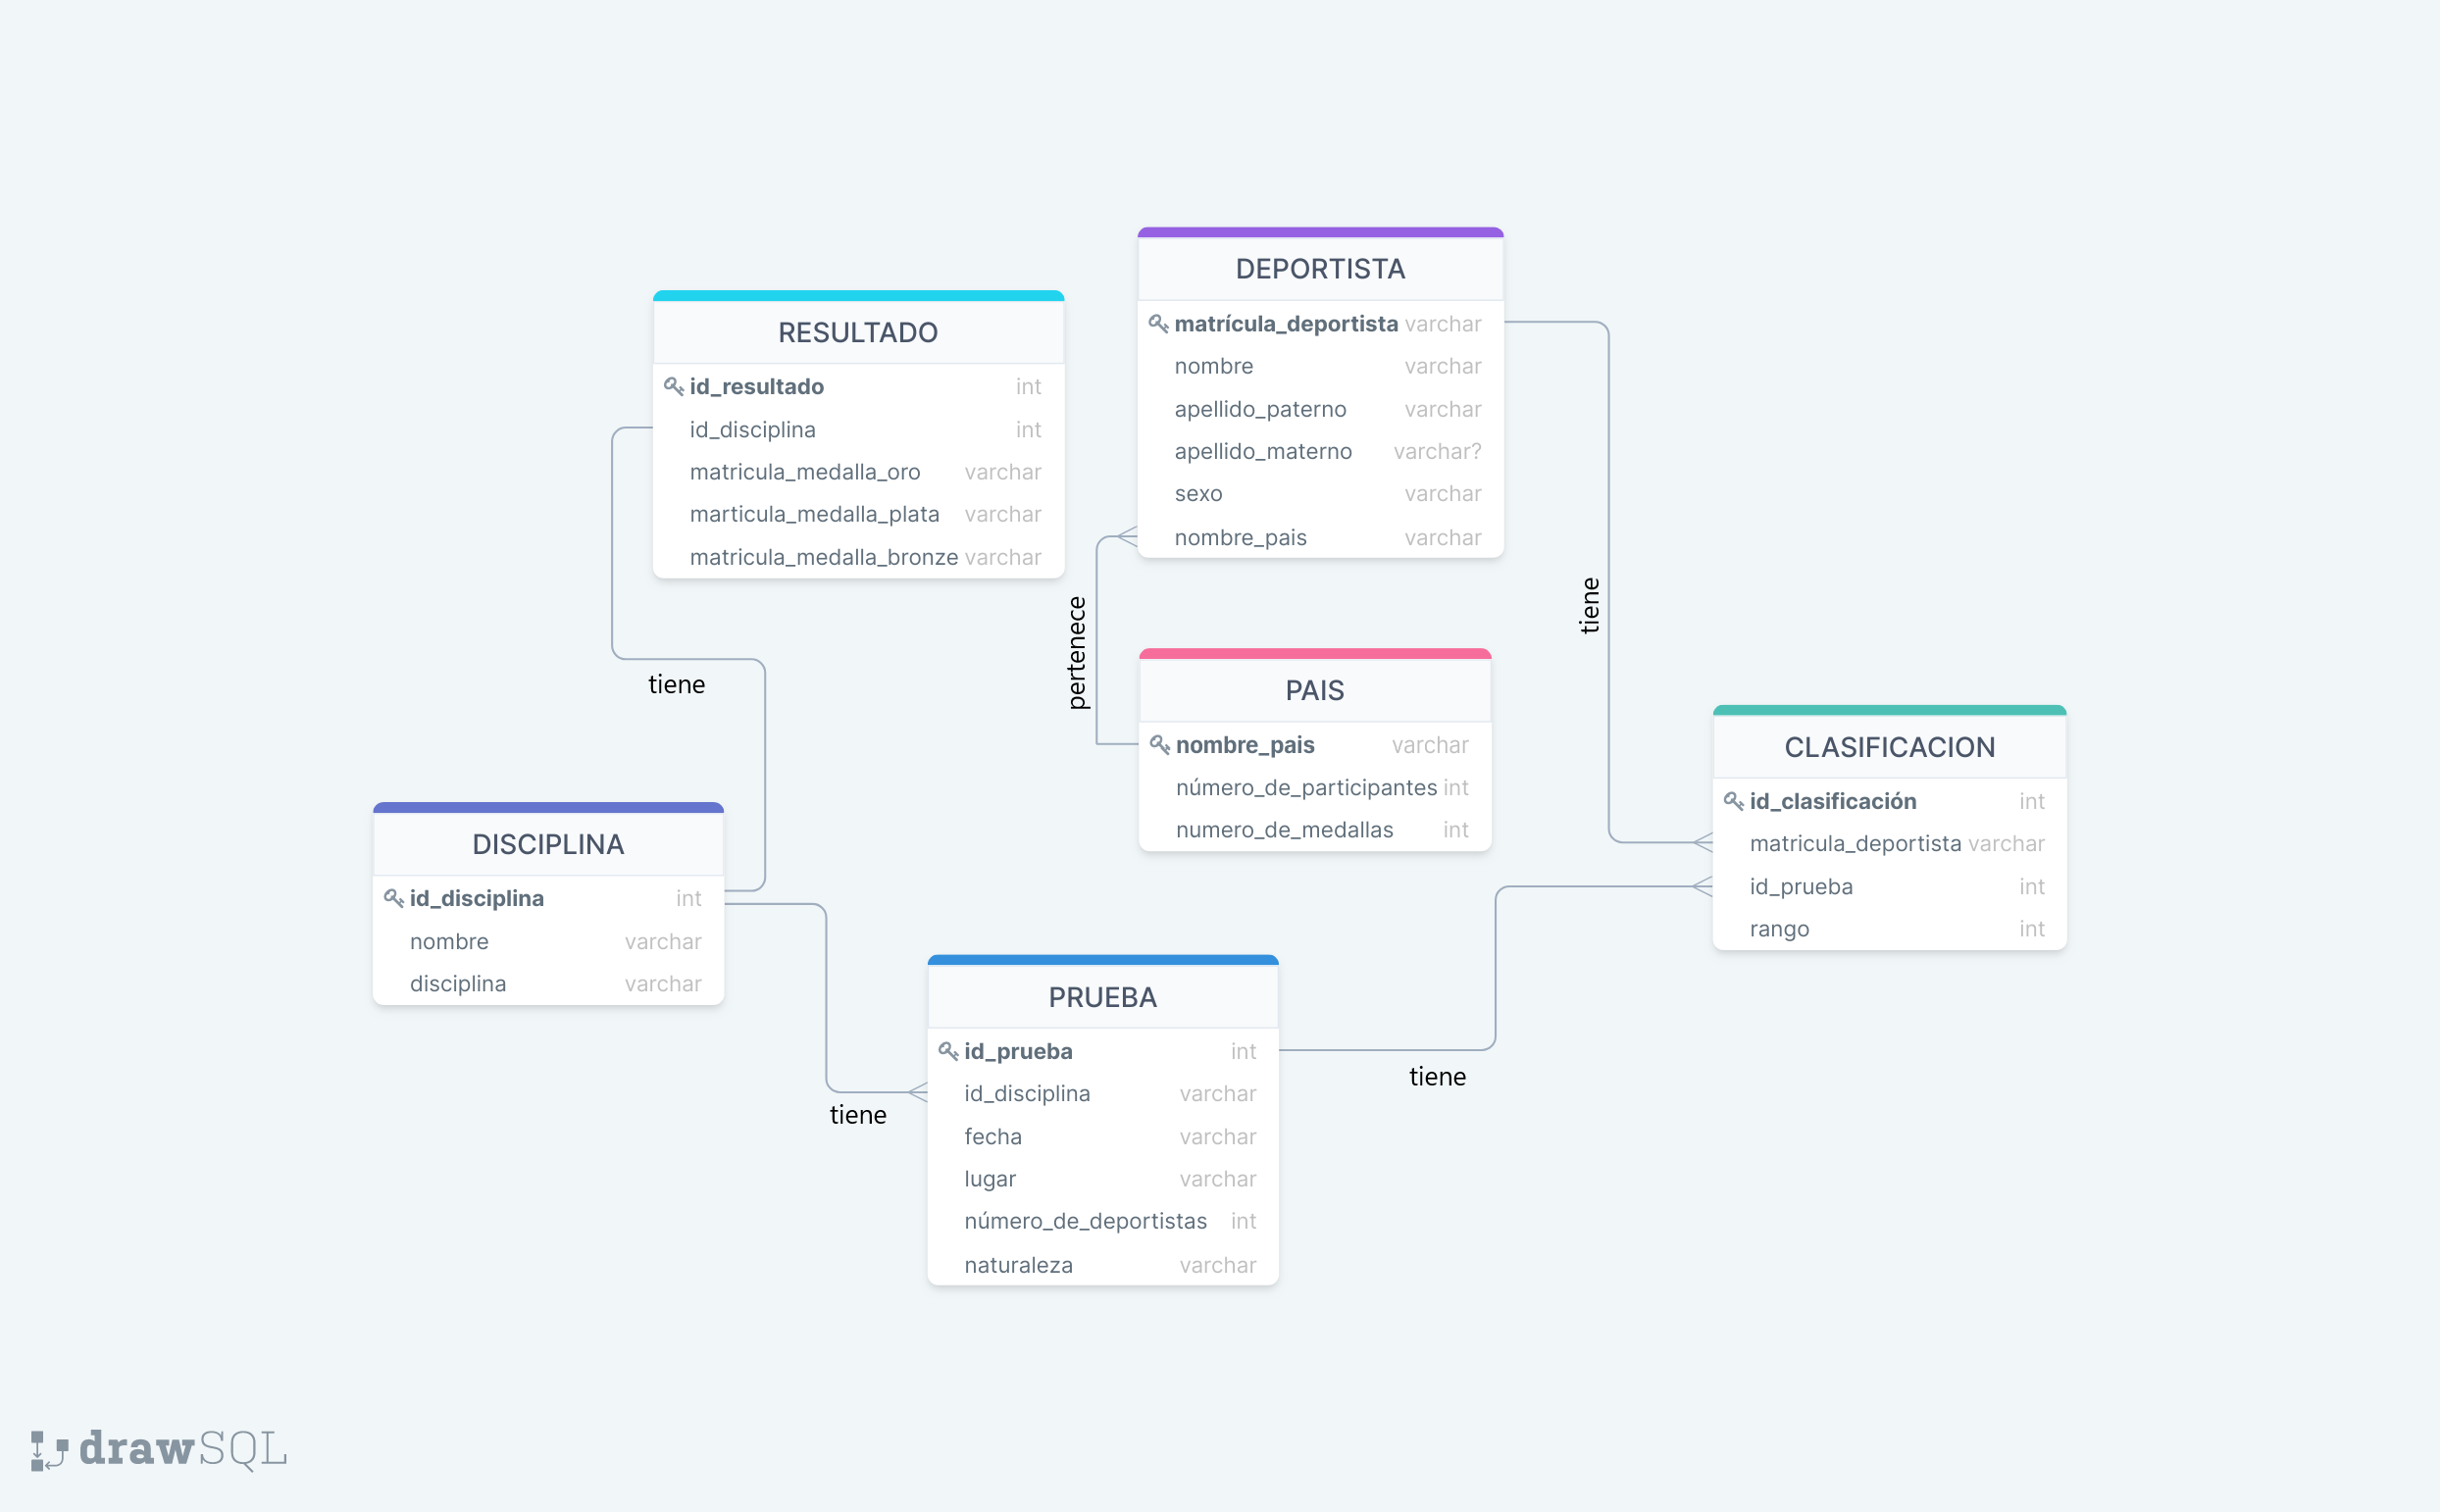 DEPORTISTA
matrícula_deportista varchar
nombre varchar
apellido_paterno varchar
apellido_materno varchar?
sexo varchar
nombre_pais varchar
RESULTADO
id_resultado int
id_disciplina int
matricula_medalla_oro varchar
marticula_medalla_plata varchar
matricula_medalla_bronze varchar
pertenece
tiene
tiene
PAIS
nombre_pais varchar
número_de_participantes int
numero_de_medallas int
CLASIFICACION
id_clasificación int
matricula_deportista varchar
id_prueba int
rango int
DISCIPLINA
id_disciplina int
nombre varchar
disciplina varchar
PRUEBA
id_prueba int
id_disciplina varchar
fecha varchar
lugar varchar
número_de_deportistas int
naturaleza varchar
tiene
tiene
drawSQL